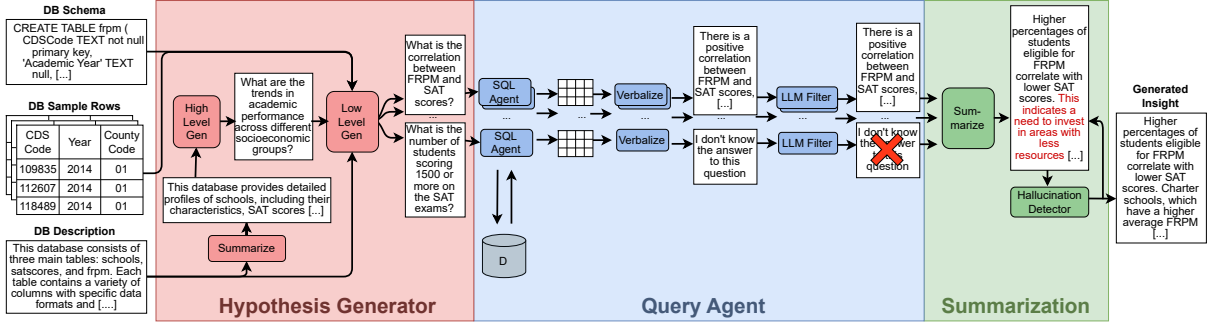 DB Schema
CREATE TABLE frpm (
CDSCode TEXT not null
primary key,
'Academic Year' TEXT
null, [...]
DB Sample Rows
CDS
Code
Year
County
Code
109835
2014
01
112607
2014
01
118489
2014
01
DB Description
This database consists of
three main tables: schools,
satscores, and frpm. Each
table contains a variety of
columns with specific data
formats and [....]
High
Level
Gen
What are the
trends in
academic
performance
across different
socioeconomic
groups?
Low
Level
Gen
This database provides detailed
profiles of schools, including their
characteristics, SAT scores [...]
Summarize
What is the
correlation
between
FRPM and
SAT
scores?
...
What is the
number of
students
scoring
1500 or
more on
the SAT
exams?
Hypothesis Generator
SQL
Agent
...
SQL
Agent
D
Verbalize
...
Verbalize
There is a
positive
correlation
between
FRPM and
SAT scores,
[...]
...
I don't know
the answer
to this
question
LLM Filter
...
LLM Filter
There is a
positive
correlation
between
FRPM and
SAT scores,
[...]
...
I don't know
the answer
to this
question
Query Agent
Sum-
marize
Higher
percentages of
students
eligible for
FRPM
correlate with
lower SAT
scores. This
indicates a
need to invest
in areas with
less
resources [...]
Hallucination
Detector
Summarization
Generated
Insight
Higher
percentages of
students eligible
for FRPM
correlate with
lower SAT
scores. Charter
schools, which
have a higher
average FRPM
[...]